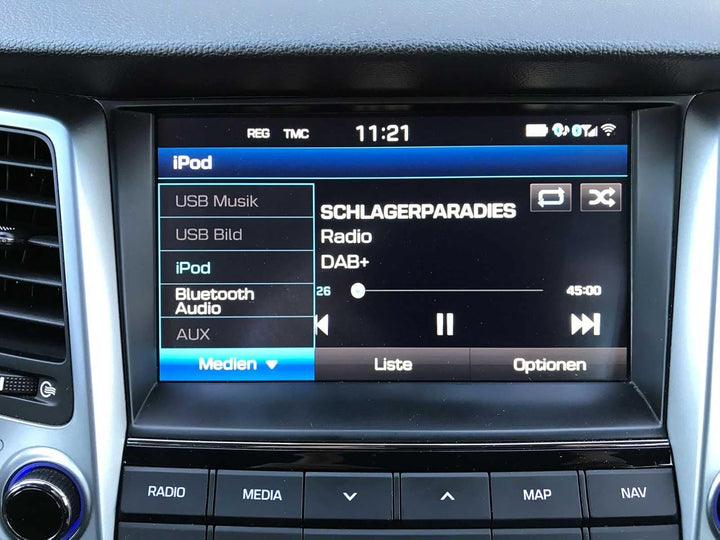 REG TMC 11:21
iPod
USB Musik
USB Bild
iPod
Bluetooth
Audio
AUX
SCHLAGERPARADIES
Radio
DAB+
26 45:00
Medien Liste Optionen
RADIO MEDIA MAP NAV